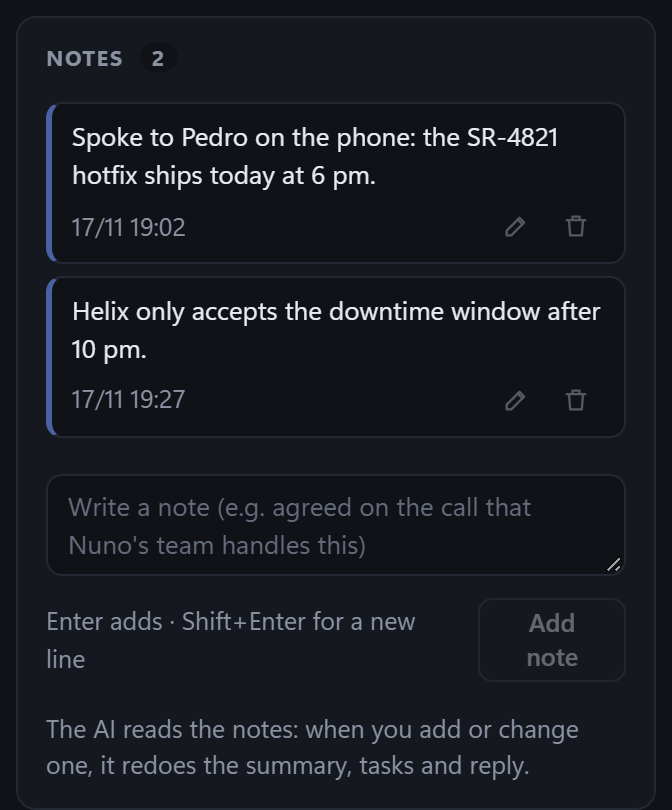 NOTES 2
Spoke to Pedro on the phone: the SR-4821
hotfix ships today at 6 pm.
17/11 19:02
Helix only accepts the downtime window after
10 pm.
17/11 19:27
Write a note (e.g. agreed on the call that
Nuno's team handles this)
Enter adds · Shift+Enter for a new
line
Add
note
The AI reads the notes: when you add or change
one, it redoes the summary, tasks and reply.